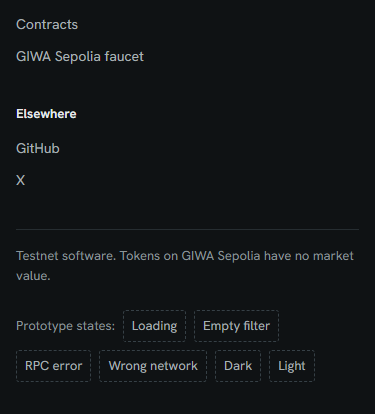 Contracts
GIWA Sepolia faucet
Elsewhere
GitHub
X
Testnet software. Tokens on GIWA Sepolia have no market
value.
Prototype states: Loading Empty filter
RPC error Wrong network Dark Light